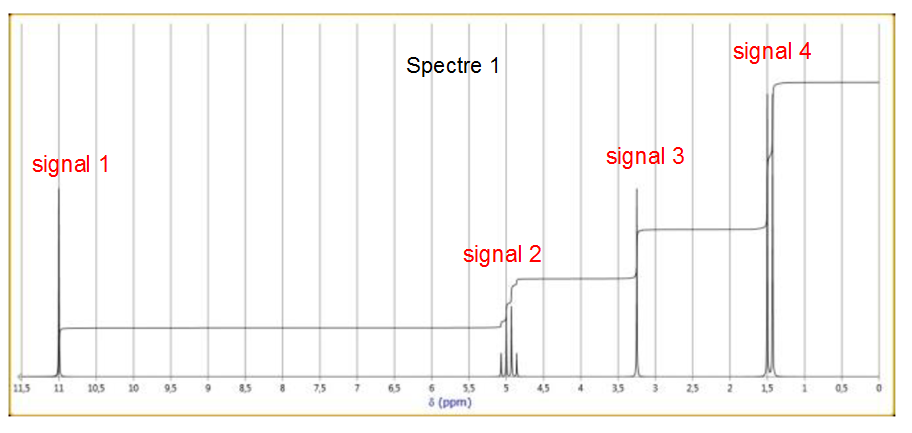 Spectre 1
signal 4
signal 1
signal 3
signal 2
11,5 11 10,5 10 9,5 9 8,5 8 7,5 7 6,5 6 5,5 5 4,5 4 3,5 3 2,5 2 1,5 1 0,5 0
δ (ppm)